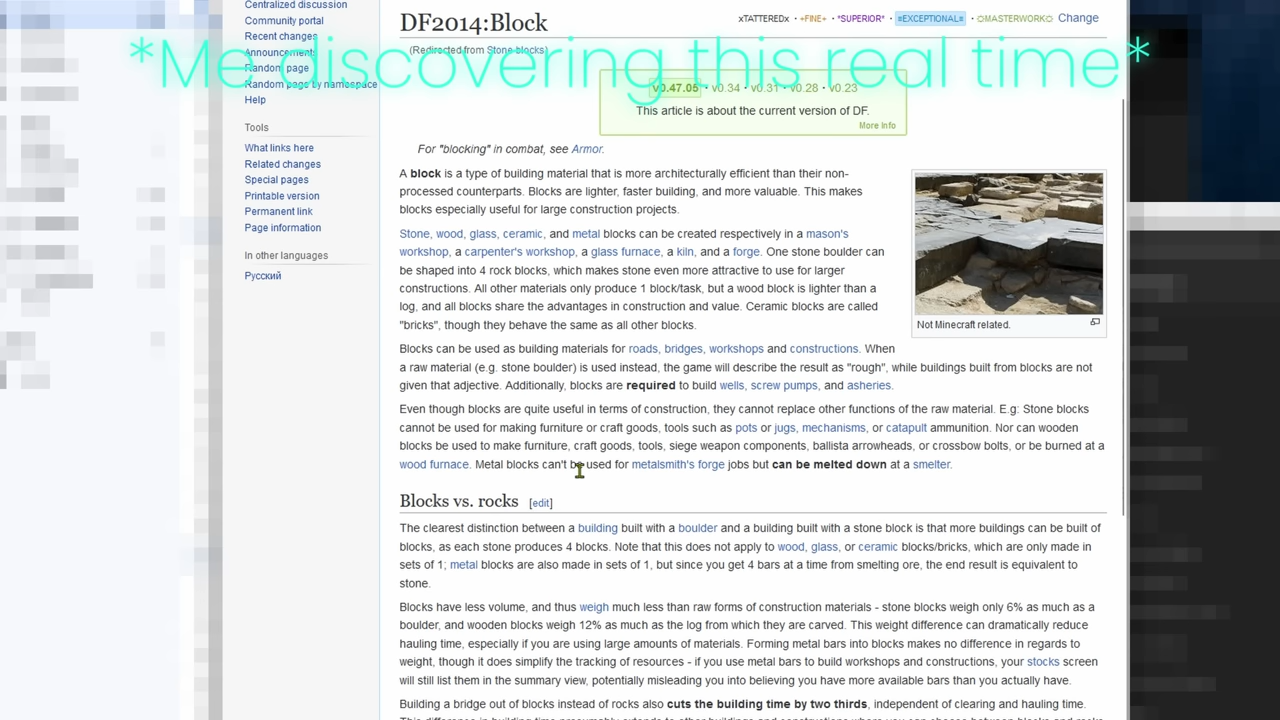 Centralized discussion
Community portal
Recent changes
Announcements
Random page
Random page by namespace
Help
Tools
What links here
Related changes
Special pages
Printable version
Permanent link
Page information
In other languages
Русский
DF2014:Block
xTATTEREDx · +FINE+ · *SUPERIOR* · ≡EXCEPTIONAL≡ · ☼MASTERWORK☼ Change
(Redirected from Stone blocks)
*Me discovering this real time*
v0.47.05 · v0.34 · v0.31 · v0.28 · v0.23
This article is about the current version of DF.
More Info
For "blocking" in combat, see Armor.
A block is a type of building material that is more architecturally efficient than their non-
processed counterparts. Blocks are lighter, faster building, and more valuable. This makes
blocks especially useful for large construction projects.
Stone, wood, glass, ceramic, and metal blocks can be created respectively in a mason's
workshop, a carpenter's workshop, a glass furnace, a kiln, and a forge. One stone boulder can
be shaped into 4 rock blocks, which makes stone even more attractive to use for larger
constructions. All other materials only produce 1 block/task, but a wood block is lighter than a
log, and all blocks share the advantages in construction and value. Ceramic blocks are called
"bricks", though they behave the same as all other blocks.
Not Minecraft related.
Blocks can be used as building materials for roads, bridges, workshops and constructions. When
a raw material (e.g. stone boulder) is used instead, the game will describe the result as "rough", while buildings built from blocks are not
given that adjective. Additionally, blocks are required to build wells, screw pumps, and asheries.
Even though blocks are quite useful in terms of construction, they cannot replace other functions of the raw material. E.g: Stone blocks
cannot be used for making furniture or craft goods, tools such as pots or jugs, mechanisms, or catapult ammunition. Nor can wooden
blocks be used to make furniture, craft goods, tools, siege weapon components, ballista arrowheads, or crossbow bolts, or be burned at a
wood furnace. Metal blocks can't be used for metalsmith's forge jobs but can be melted down at a smelter.
Blocks vs. rocks [edit]
The clearest distinction between a building built with a boulder and a building built with a stone block is that more buildings can be built of
blocks, as each stone produces 4 blocks. Note that this does not apply to wood, glass, or ceramic blocks/bricks, which are only made in
sets of 1; metal blocks are also made in sets of 1, but since you get 4 bars at a time from smelting ore, the end result is equivalent to
stone.
Blocks have less volume, and thus weigh much less than raw forms of construction materials - stone blocks weigh only 6% as much as a
boulder, and wooden blocks weigh 12% as much as the log from which they are carved. This weight difference can dramatically reduce
hauling time, especially if you are using large amounts of materials. Forming metal bars into blocks makes no difference in regards to
weight, though it does simplify the tracking of resources - if you use metal bars to build workshops and constructions, your stocks screen
will still list them in the summary view, potentially misleading you into believing you have more available bars than you actually have.
Building a bridge out of blocks instead of rocks also cuts the building time by two thirds, independent of clearing and hauling time.